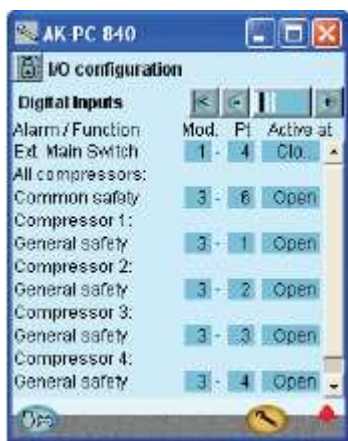 AK-PC 840
I/O configuration
Digital Inputs
Alarm / Function Mod. Pt Active at
Ext. Main Switch 1 - 4 Clo...
All compressors:
Common safety 3 - 6 Open
Compressor 1:
General safety 3 - 1 Open
Compressor 2:
General safety 3 - 2 Open
Compressor 3:
General safety 3 - 3 Open
Compressor 4:
General safety 3 - 4 Open